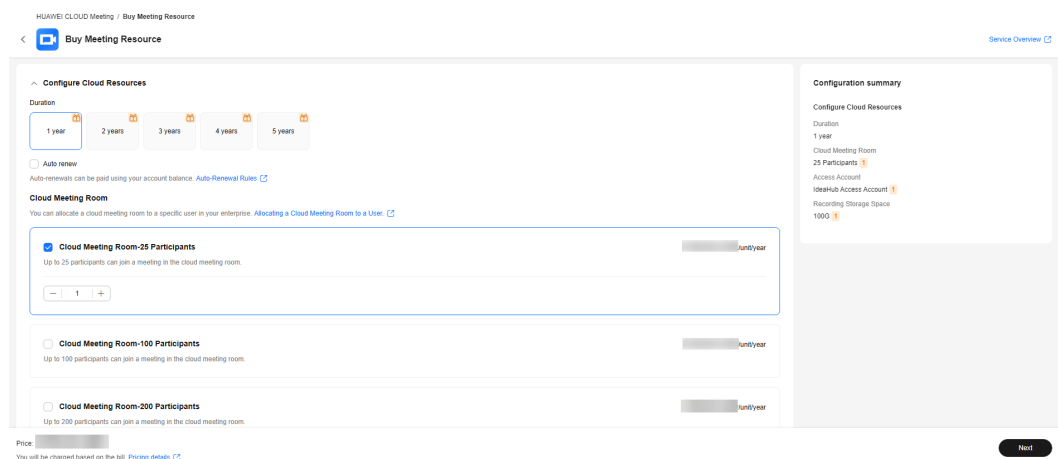 HUAWEI CLOUD Meeting / Buy Meeting Resource
Buy Meeting Resource
Service Overview
Configure Cloud Resources
Duration
1 year
2 years
3 years
4 years
5 years
Auto renew
Auto-renewals can be paid using your account balance. Auto-Renewal Rules
Cloud Meeting Room
You can allocate a cloud meeting room to a specific user in your enterprise. Allocating a Cloud Meeting Room to a User.
Cloud Meeting Room-25 Participants
/unit/year
Up to 25 participants can join a meeting in the cloud meeting room.
1
Cloud Meeting Room-100 Participants
/unit/year
Up to 100 participants can join a meeting in the cloud meeting room.
Cloud Meeting Room-200 Participants
/unit/year
Up to 200 participants can join a meeting in the cloud meeting room.
Configuration summary
Configure Cloud Resources
Duration
1 year
Cloud Meeting Room
25 Participants 1
Access Account
IdeaHub Access Account 1
Recording Storage Space
100G 1
Price:
You will be charged based on the bill. Pricing details
Next